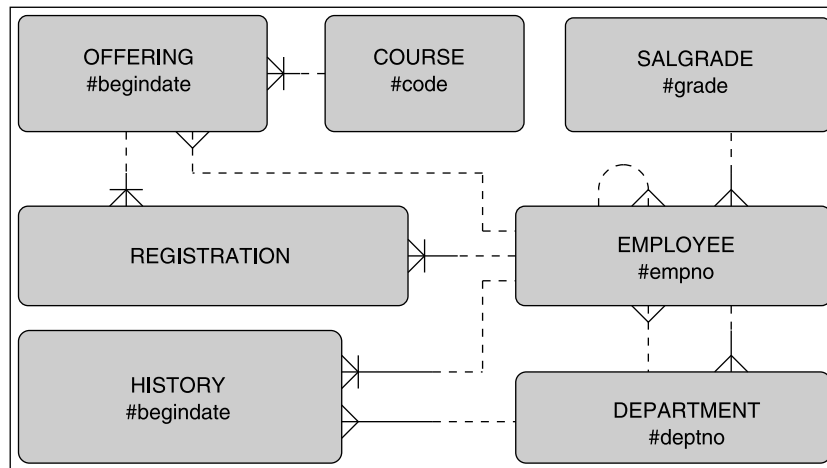 OFFERING
#begindate
COURSE
#code
SALGRADE
#grade
REGISTRATION
EMPLOYEE
#empno
HISTORY
#begindate
DEPARTMENT
#deptno